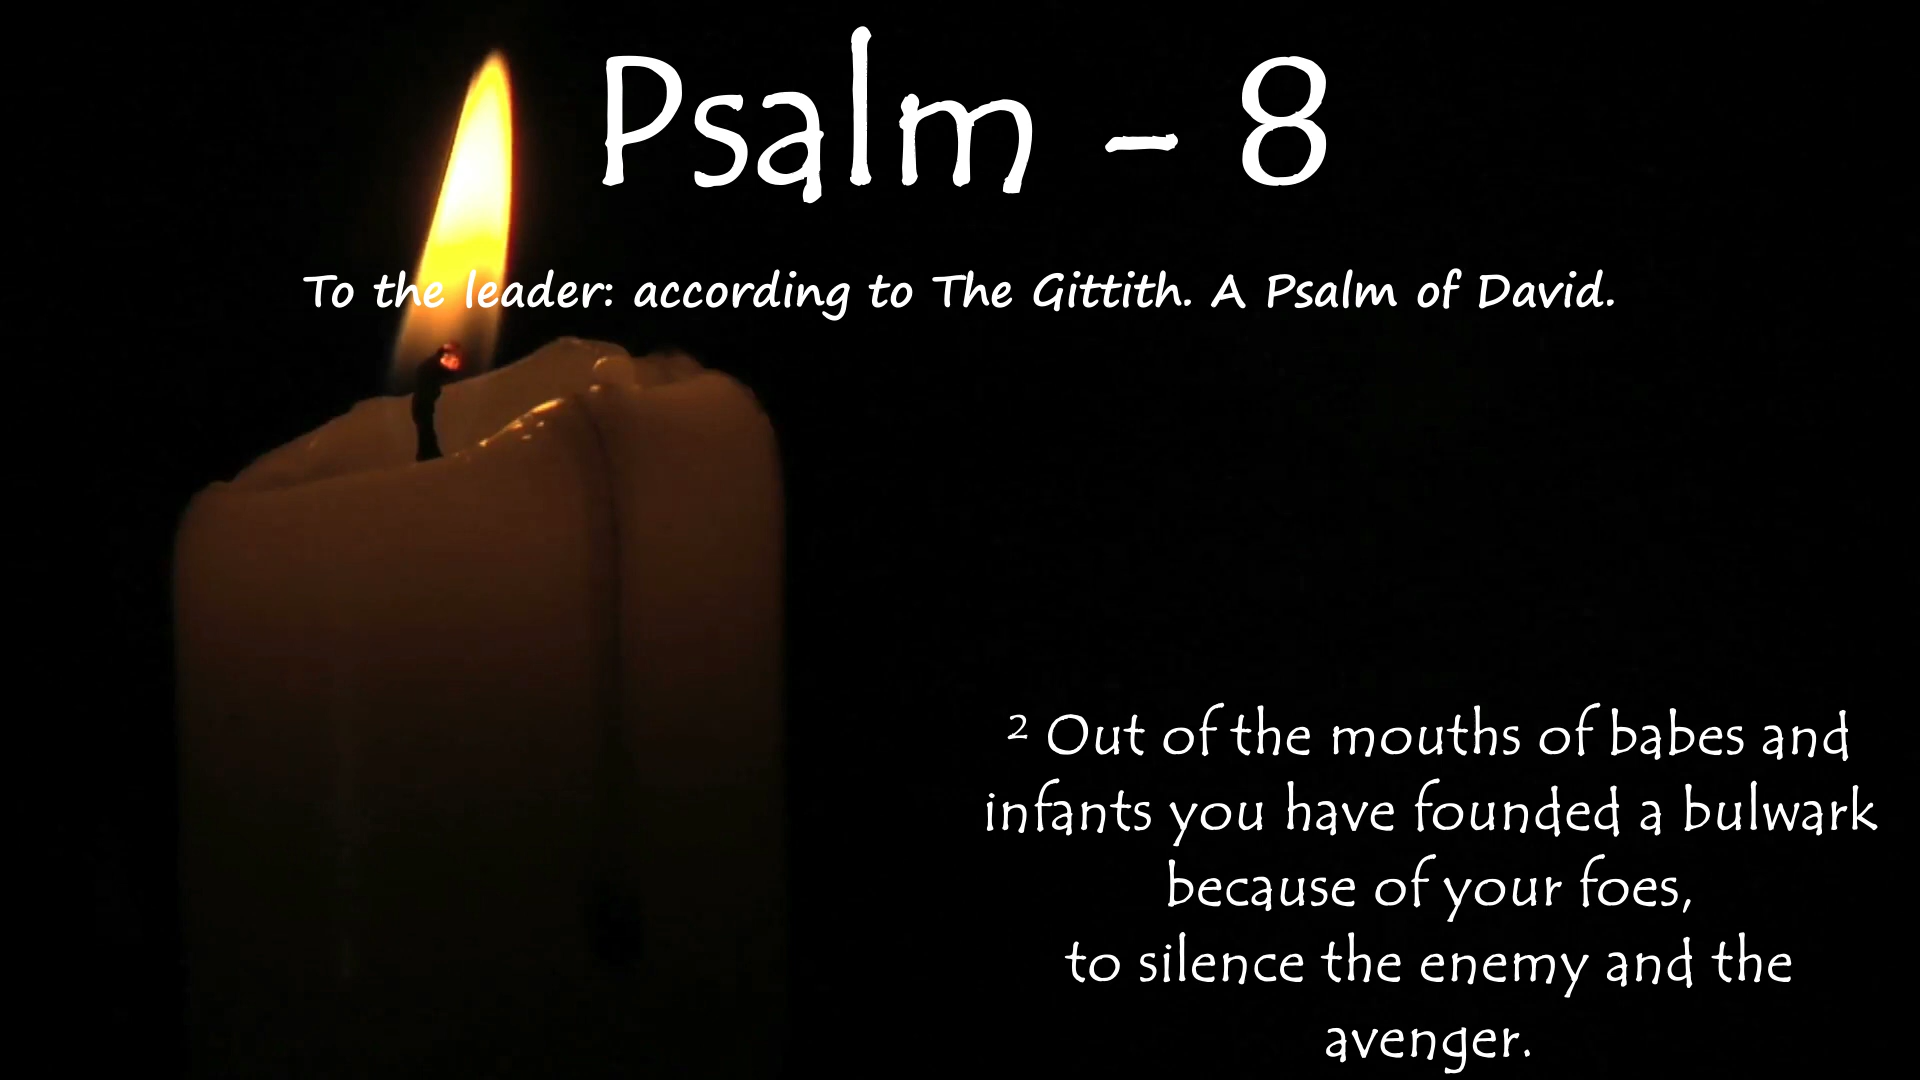 Psalm – 8
To the leader: according to The Gittith. A Psalm of David.
² Out of the mouths of babes and
infants you have founded a bulwark
because of your foes,
to silence the enemy and the
avenger.